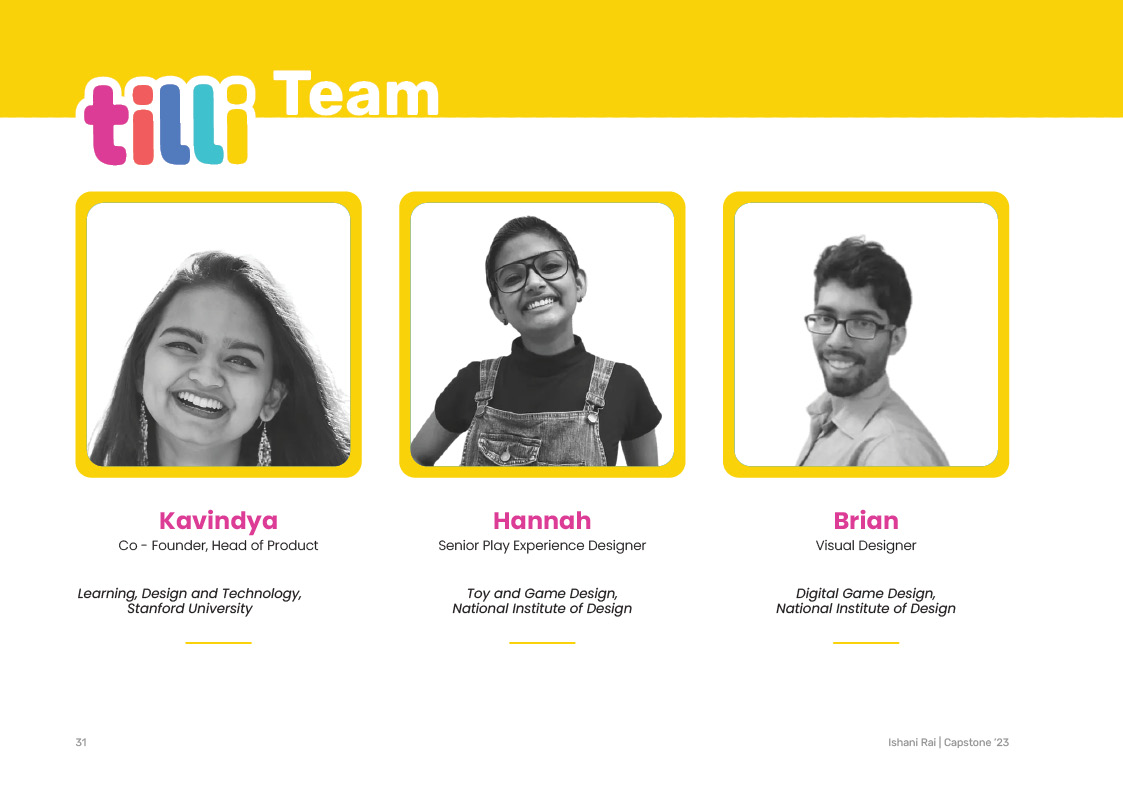 tilli Team
Kavindya
Co - Founder, Head of Product
Learning, Design and Technology,
Stanford University
Hannah
Senior Play Experience Designer
Toy and Game Design,
National Institute of Design
Brian
Visual Designer
Digital Game Design,
National Institute of Design
31
Ishani Rai | Capstone '23